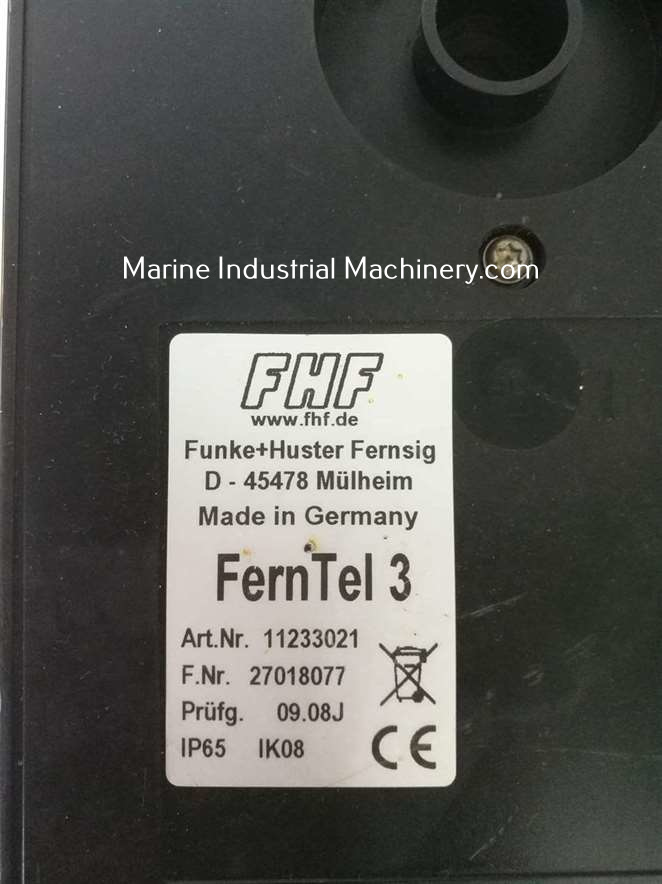 Marine Industrial Machinery.com
FHF
www.fhf.de
Funke+Huster Fernsig
D - 45478 Mülheim
Made in Germany
FernTel 3
Art.Nr. 11233021
F.Nr. 27018077
Prüfg. 09.08J
IP65 IK08
CE